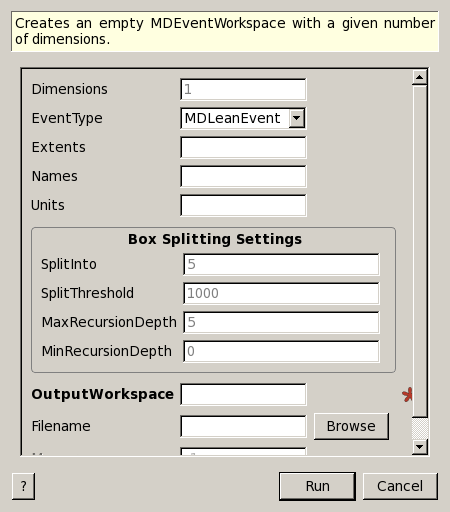 Creates an empty MDEventWorkspace with a given number
of dimensions.
Dimensions 1
EventType MDLeanEvent
Extents
Names
Units
Box Splitting Settings
SplitInto 5
SplitThreshold 1000
MaxRecursionDepth 5
MinRecursionDepth 0
OutputWorkspace *
Filename Browse
? Run Cancel